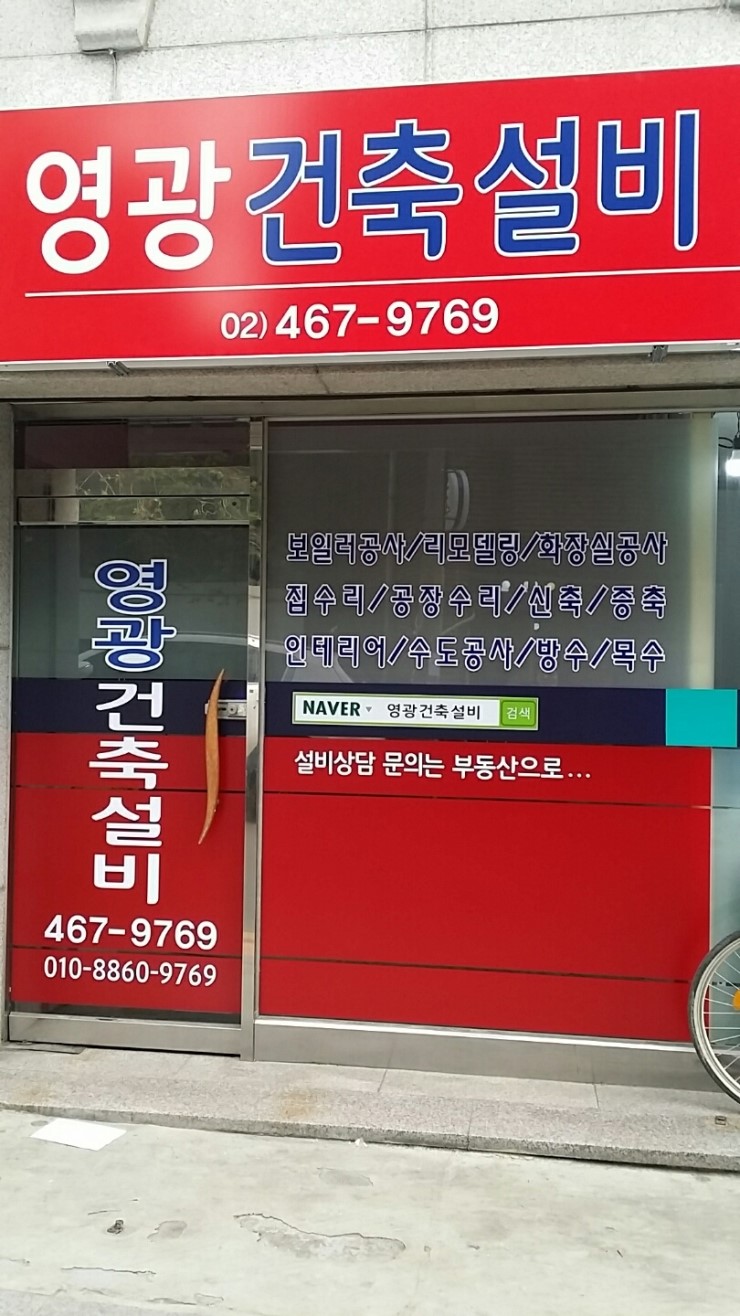 영광건축설비
02) 467-9769
영광건축설비
467-9769
010-8860-9769
보일러공사/리모델링/화장실공사
집수리/공장수리/신축/증축
인테리어/수도공사/방수/목수
NAVER 영광건축설비 검색
설비상담 문의는 부동산으로...